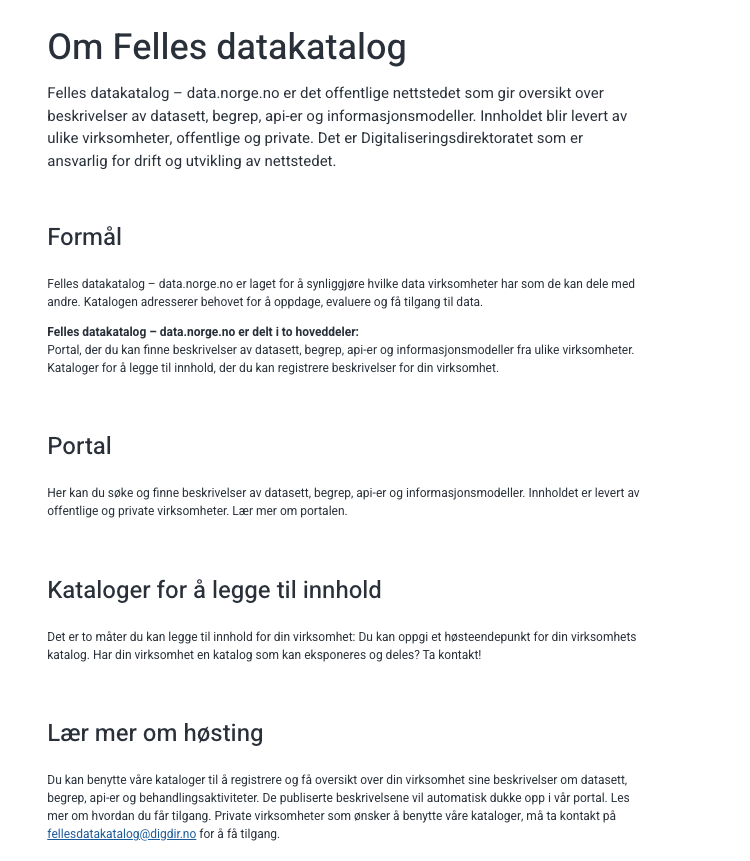 Om Felles datakatalog
Felles datakatalog – data.norge.no er det offentlige nettstedet som gir oversikt over
beskrivelser av datasett, begrep, api-er og informasjonsmodeller. Innholdet blir levert av
ulike virksomheter, offentlige og private. Det er Digitaliseringsdirektoratet som er
ansvarlig for drift og utvikling av nettstedet.
Formål
Felles datakatalog – data.norge.no er laget for å synliggjøre hvilke data virksomheter har som de kan dele med
andre. Katalogen adresserer behovet for å oppdage, evaluere og få tilgang til data.
Felles datakatalog – data.norge.no er delt i to hoveddeler:
Portal, der du kan finne beskrivelser av datasett, begrep, api-er og informasjonsmodeller fra ulike virksomheter.
Kataloger for å legge til innhold, der du kan registrere beskrivelser for din virksomhet.
Portal
Her kan du søke og finne beskrivelser av datasett, begrep, api-er og informasjonsmodeller. Innholdet er levert av
offentlige og private virksomheter. Lær mer om portalen.
Kataloger for å legge til innhold
Det er to måter du kan legge til innhold for din virksomhet: Du kan oppgi et høsteendepunkt for din virksomhets
katalog. Har din virksomhet en katalog som kan eksponeres og deles? Ta kontakt!
Lær mer om høsting
Du kan benytte våre kataloger til å registrere og få oversikt over din virksomhet sine beskrivelser om datasett,
begrep, api-er og behandlingsaktiviteter. De publiserte beskrivelsene vil automatisk dukke opp i vår portal. Les
mer om hvordan du får tilgang. Private virksomheter som ønsker å benytte våre kataloger, må ta kontakt på
fellesdatakatalog@digdir.no for å få tilgang.